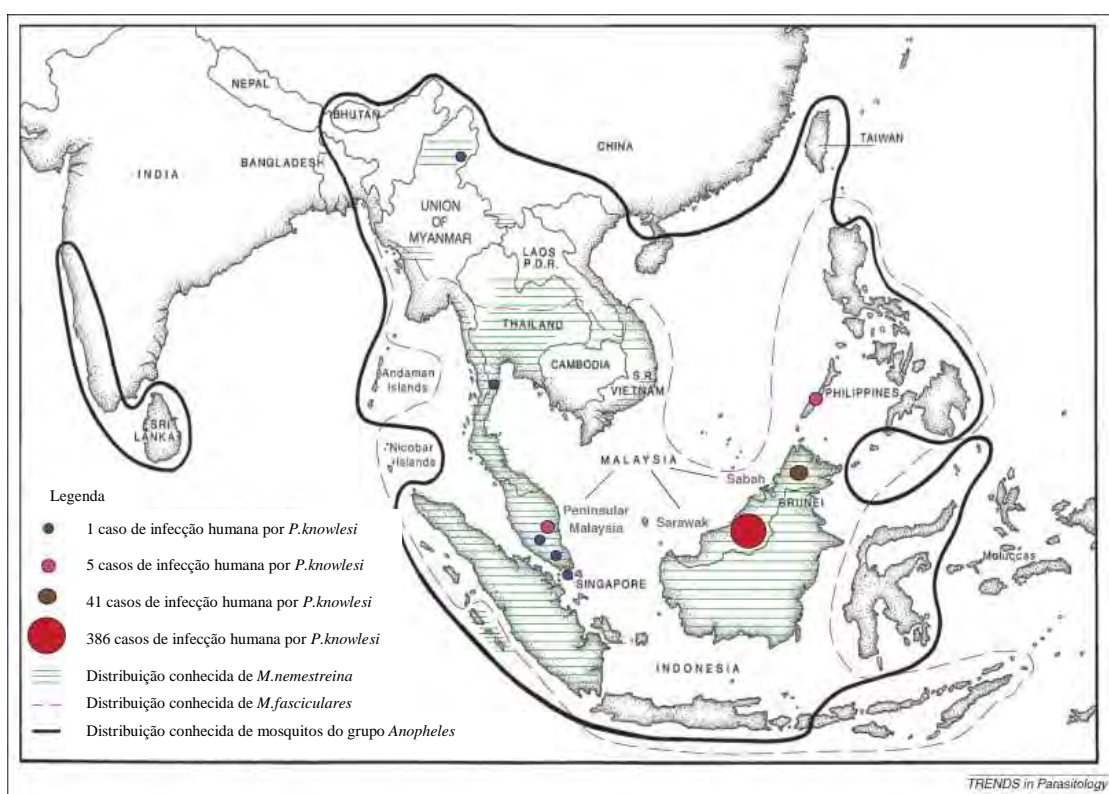 NEPAL
BHUTAN
TAIWAN
CHINA
BANGLADESH
INDIA
UNION
OF
MYANMAR
LAOS
P.D.R.
THAILAND
CAMBODIA
S.R.
VIETNAM
Andaman
Islands
PHILIPPINES
SRI
LANKA
Nicobar
Islands
MALAYSIA
Sabah
BRUNEI
Peninsular
Malaysia
Sarawak
SINGAPORE
Moluccas
INDONESIA
Legenda
1 caso de infecção humana por P.knowlesi
5 casos de infecção humana por P.knowlesi
41 casos de infecção humana por P.knowlesi
386 casos de infecção humana por P.knowlesi
Distribuição conhecida de M.nemestreina
Distribuição conhecida de M.fasciculares
Distribuição conhecida de mosquitos do grupo Anopheles
TRENDS in Parasitology